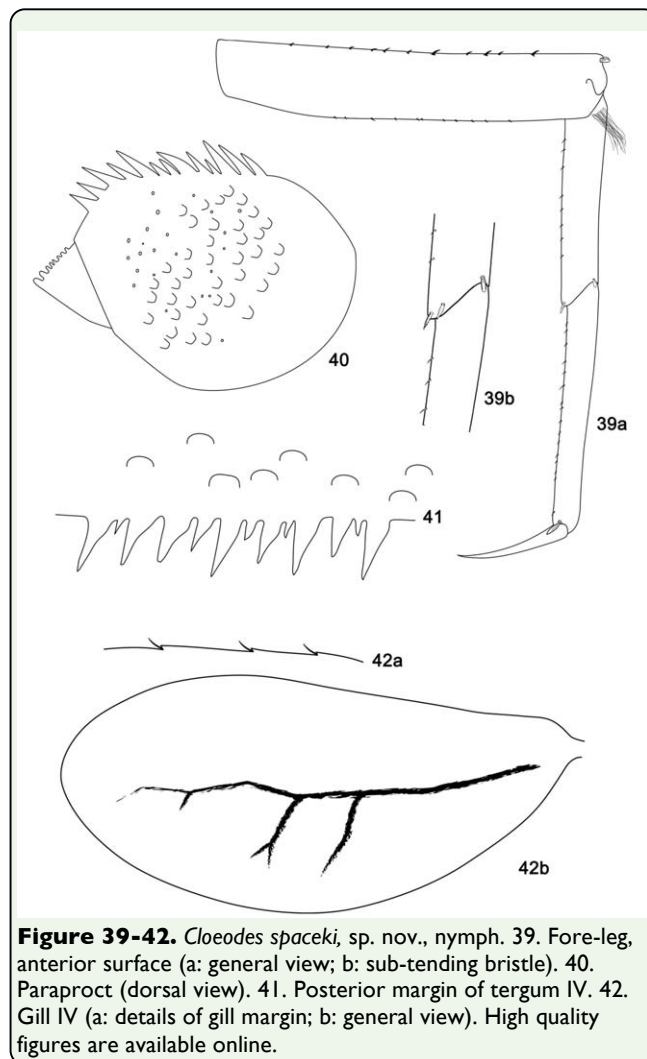 40
39b
39a
41
42a
42b
Figure 39-42. Cloeodes spaceki, sp. nov., nymph. 39. Fore-leg,
anterior surface (a: general view; b: sub-tending bristle). 40.
Paraproct (dorsal view). 41. Posterior margin of tergum IV. 42.
Gill IV (a: details of gill margin; b: general view). High quality
figures are available online.